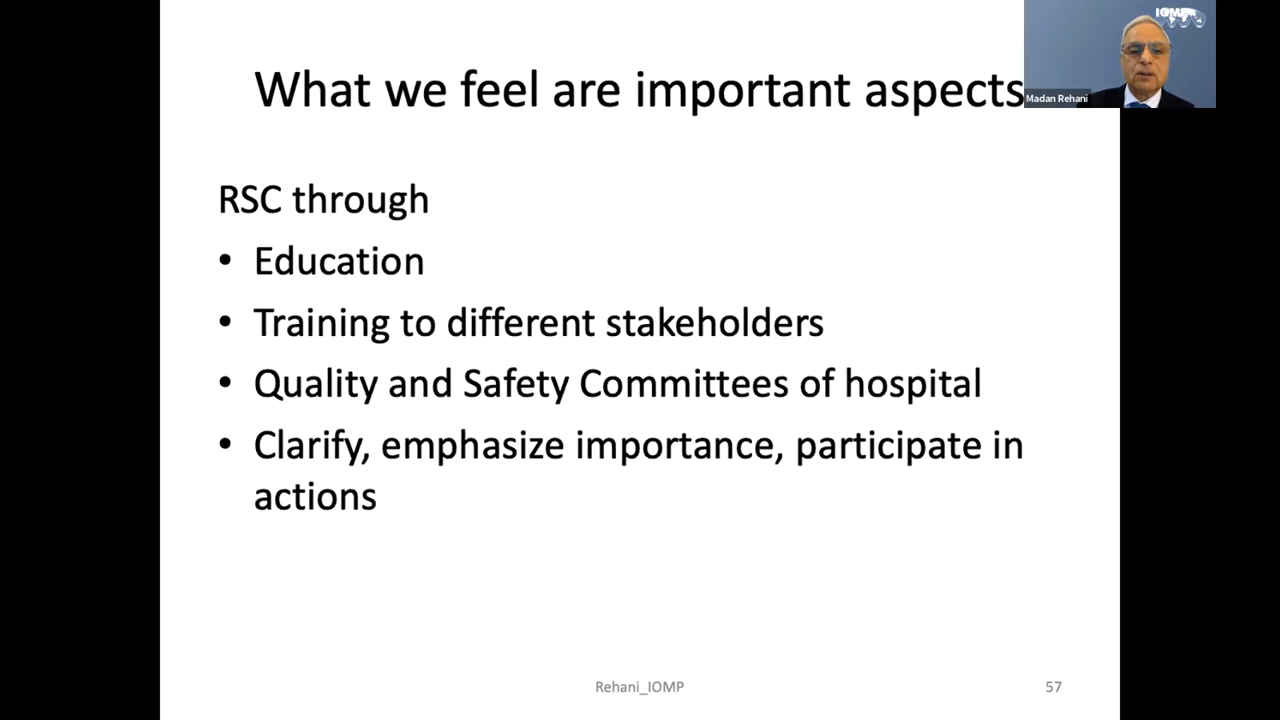 IOMP
What we feel are important aspects
Madan Rehani
RSC through
• Education
• Training to different stakeholders
• Quality and Safety Committees of hospital
• Clarify, emphasize importance, participate in
actions
Rehani_IOMP
57